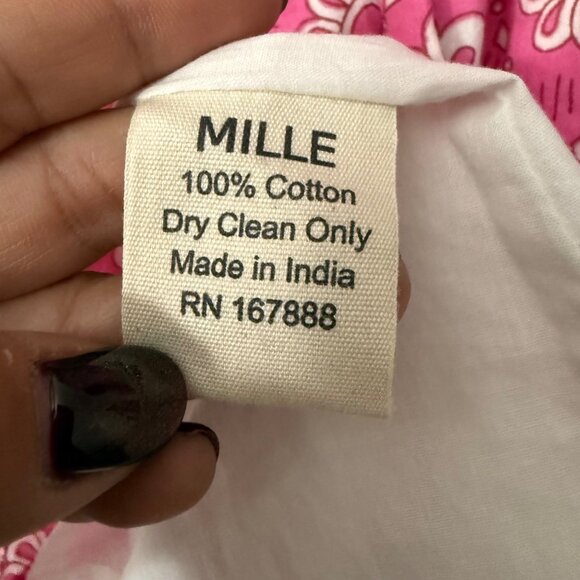 MILLE
100% Cotton
Dry Clean Only
Made in India
RN 167888